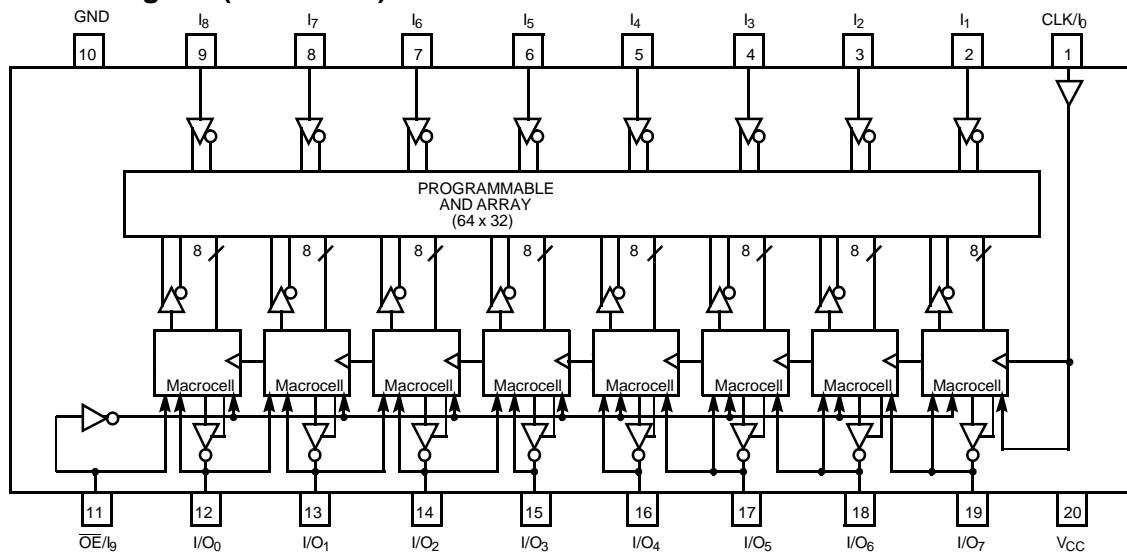 GND I₈ I₇ I₆ I₅ I₄ I₃ I₂ I₁ CLK/I₀
10 9 8 7 6 5 4 3 2 1
PROGRAMMABLE
AND ARRAY
(64 x 32)
8 8 8 8 8 8 8 8
Macrocell Macrocell Macrocell Macrocell Macrocell Macrocell Macrocell Macrocell
11 12 13 14 15 16 17 18 19 20
O̅E̅/I₉ I/O₀ I/O₁ I/O₂ I/O₃ I/O₄ I/O₅ I/O₆ I/O₇ V_CC